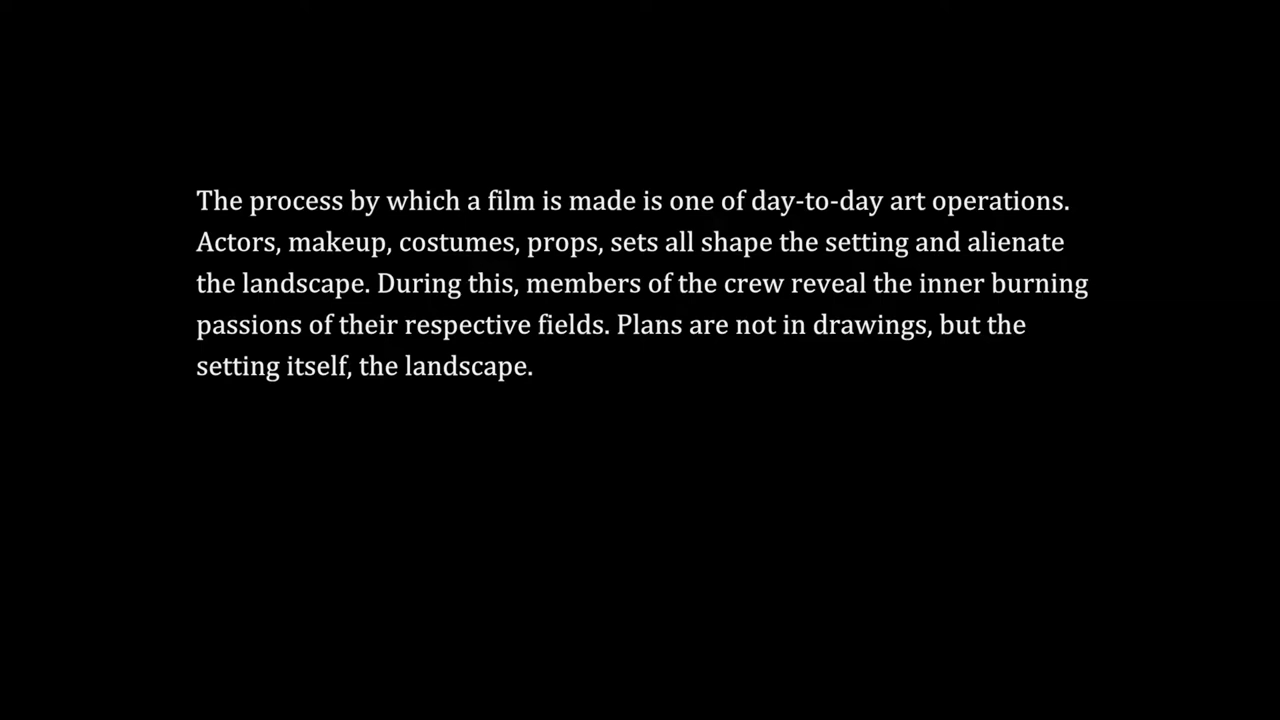 The process by which a film is made is one of day-to-day art operations.
Actors, makeup, costumes, props, sets all shape the setting and alienate
the landscape. During this, members of the crew reveal the inner burning
passions of their respective fields. Plans are not in drawings, but the
setting itself, the landscape.